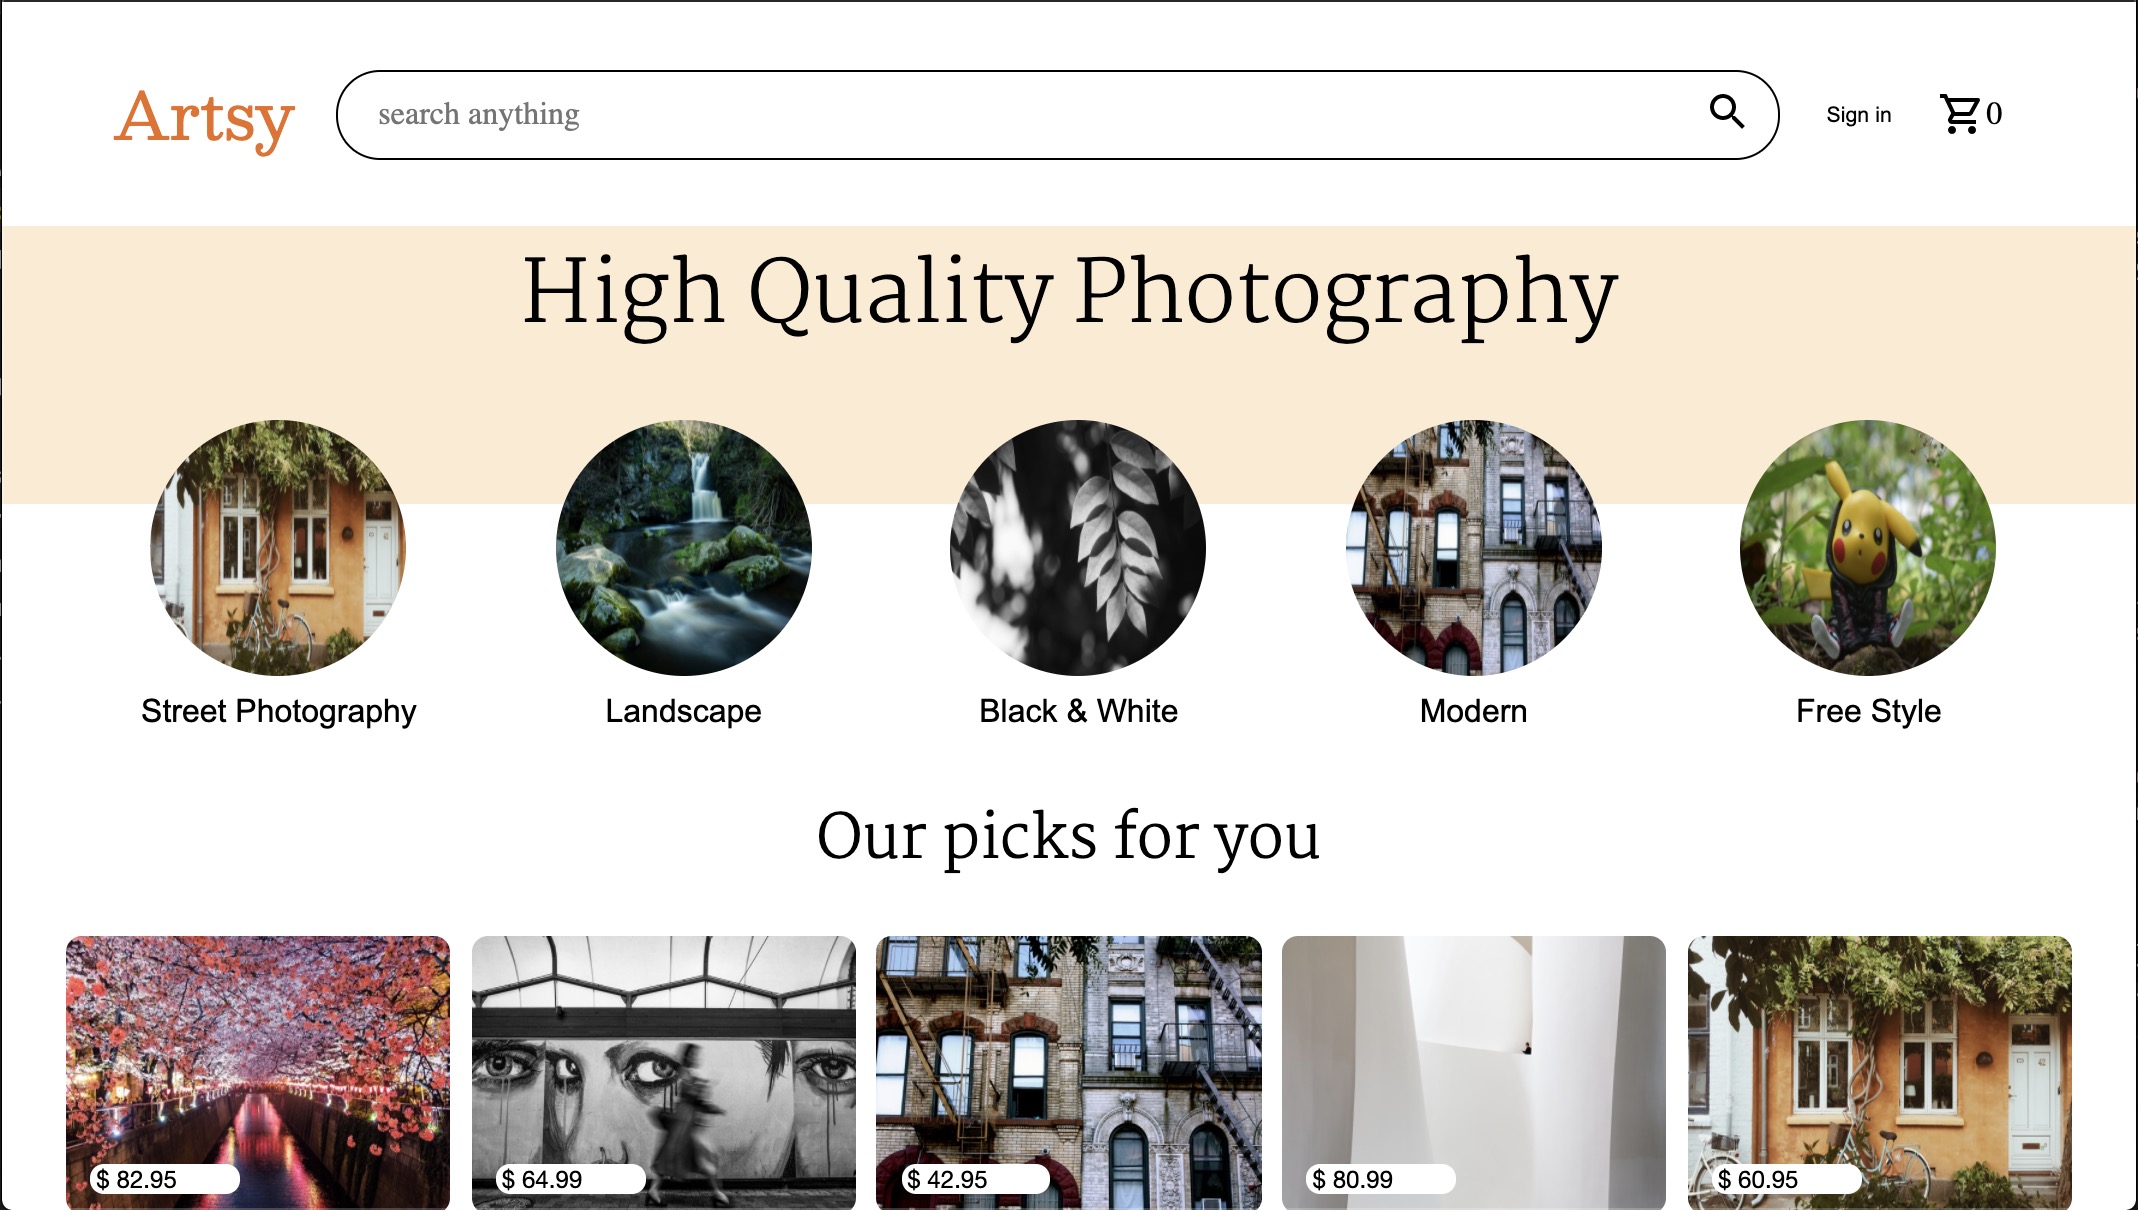 Artsy
search anything
Sign in
0
High Quality Photography
Street Photography
Landscape
Black & White
Modern
Free Style
Our picks for you
$ 82.95
$ 64.99
$ 42.95
$ 80.99
$ 60.95